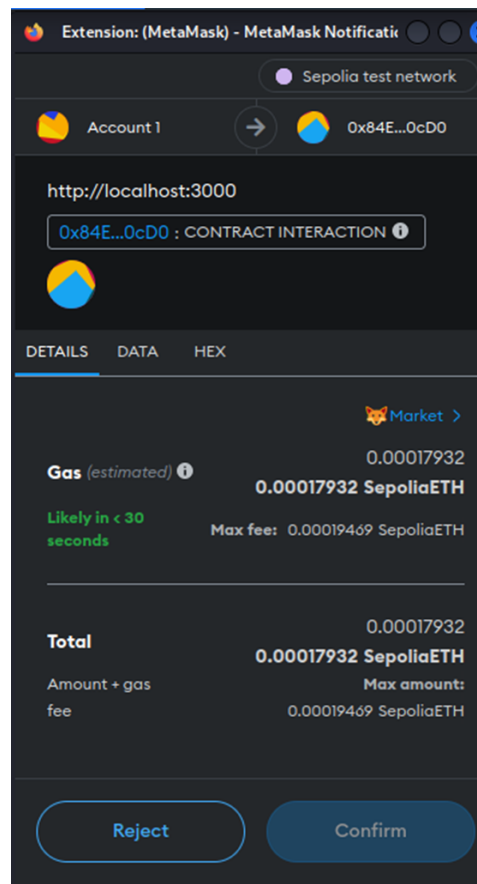 Extension: (MetaMask) - MetaMask Notificatic
Sepolia test network
Account 1
0x84E...0cD0
http://localhost:3000
0x84E...0cD0 : CONTRACT INTERACTION
DETAILS DATA HEX
Market >
Gas (estimated)
0.00017932
0.00017932 SepoliaETH
Likely in < 30
seconds
Max fee: 0.00019469 SepoliaETH
Total
0.00017932
0.00017932 SepoliaETH
Amount + gas
fee
Max amount:
0.00019469 SepoliaETH
Reject
Confirm